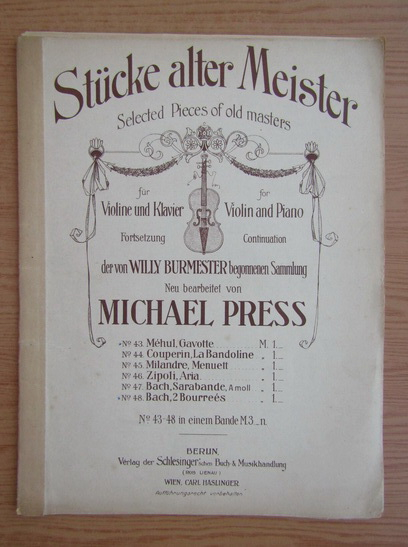 Stücke alter Meister
Selected Pieces of old masters
für for
Violine und Klavier Violin and Piano
Fortsetzung Continuation
der von WILLY BURMESTER begonnenen Sammlung
Neu bearbeitet von
MICHAEL PRESS
No 43. Méhul, Gavotte M. 1._
No 44. Couperin, La Bandoline " 1._
No 45. Milandre, Menuett " 1._
No 46. Zipoli, Aria " 1._
No 47. Bach, Sarabande, A moll " 1._
No 48. Bach, 2 Bourreés " 1._
No 43-48 in einem Bande M. 3._ n.
BERLIN,
Verlag der Schlesinger'schen Buch- & Musikhandlung
(ROB. LIENAU)
WIEN, CARL HASLINGER.
Aufführungsrecht vorbehalten.